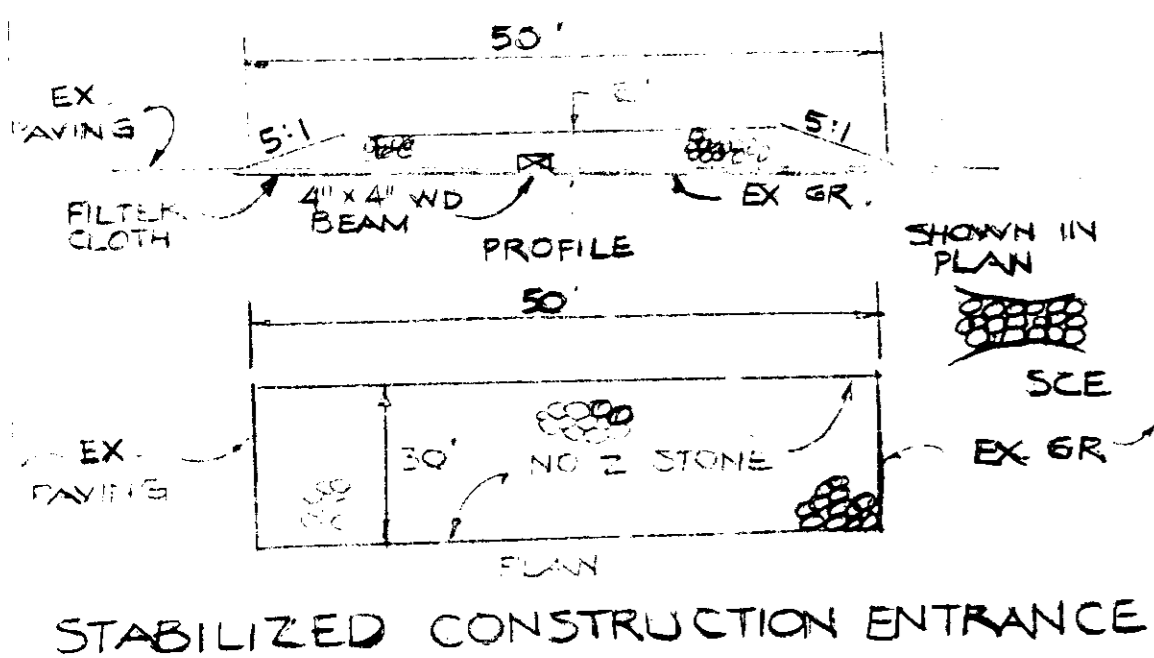 50'
EX
PAVING
5:1
5:1
FILTER
CLOTH
4" x 4" WD
BEAM
EX GR.
PROFILE
SHOWN IN
PLAN
50'
SCE
EX.
PAVING
30'
NO 2 STONE
EX GR
PLAN
STABILIZED CONSTRUCTION ENTRANCE